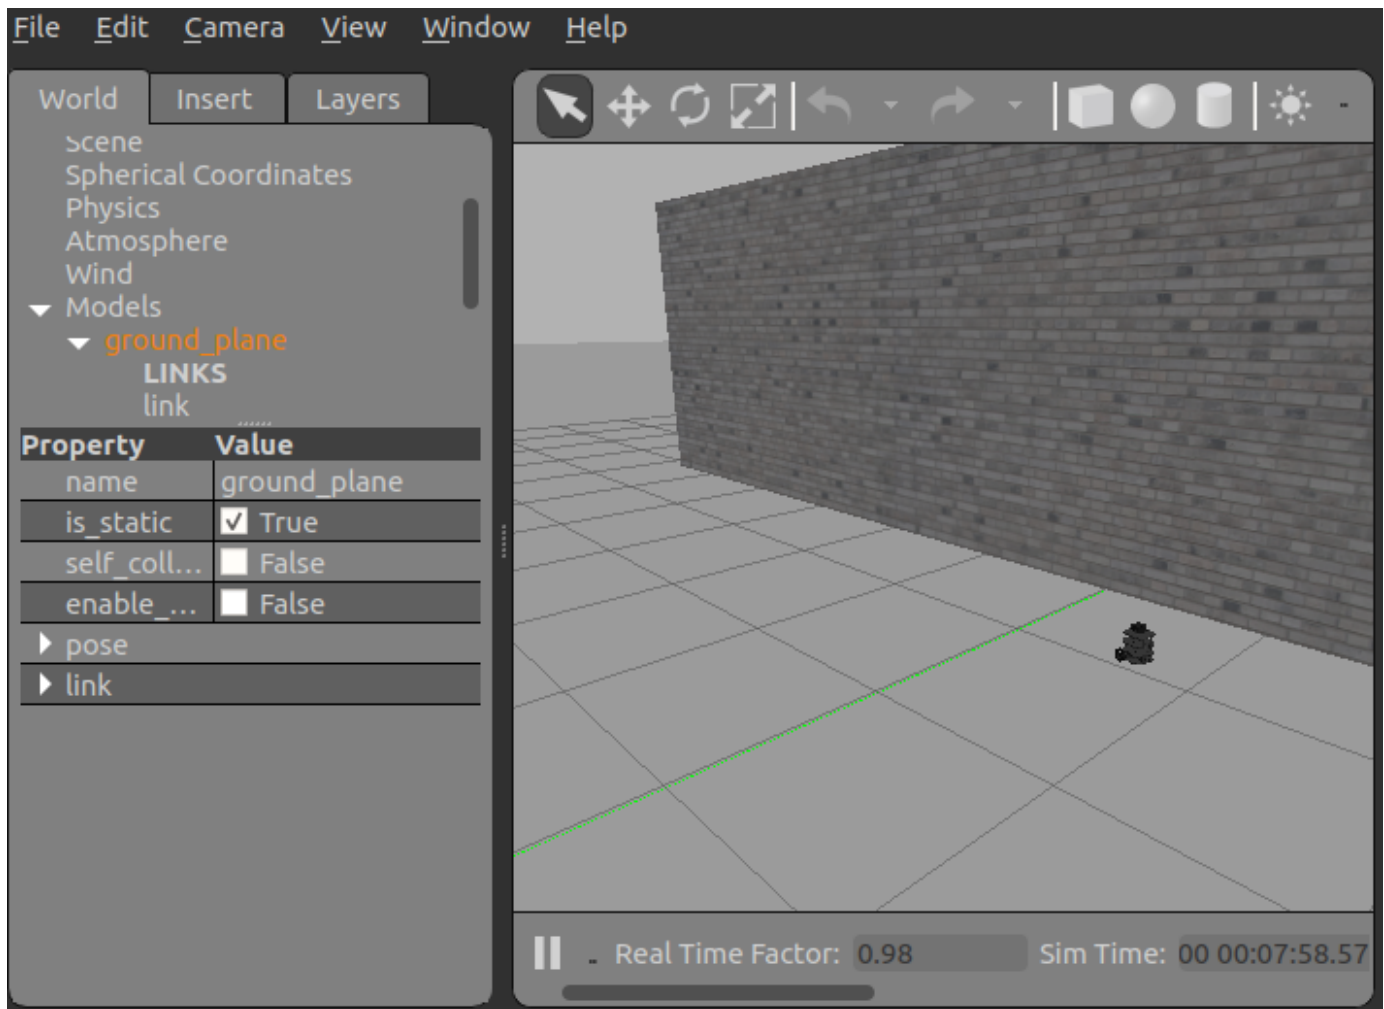 File Edit Camera View Window Help
World Insert Layers
Scene
Spherical Coordinates
Physics
Atmosphere
Wind
Models
ground_plane
LINKS
link
Property Value
name ground_plane
is_static True
self_coll... False
enable_... False
pose
link
Real Time Factor: 0.98 Sim Time: 00 00:07:58.57